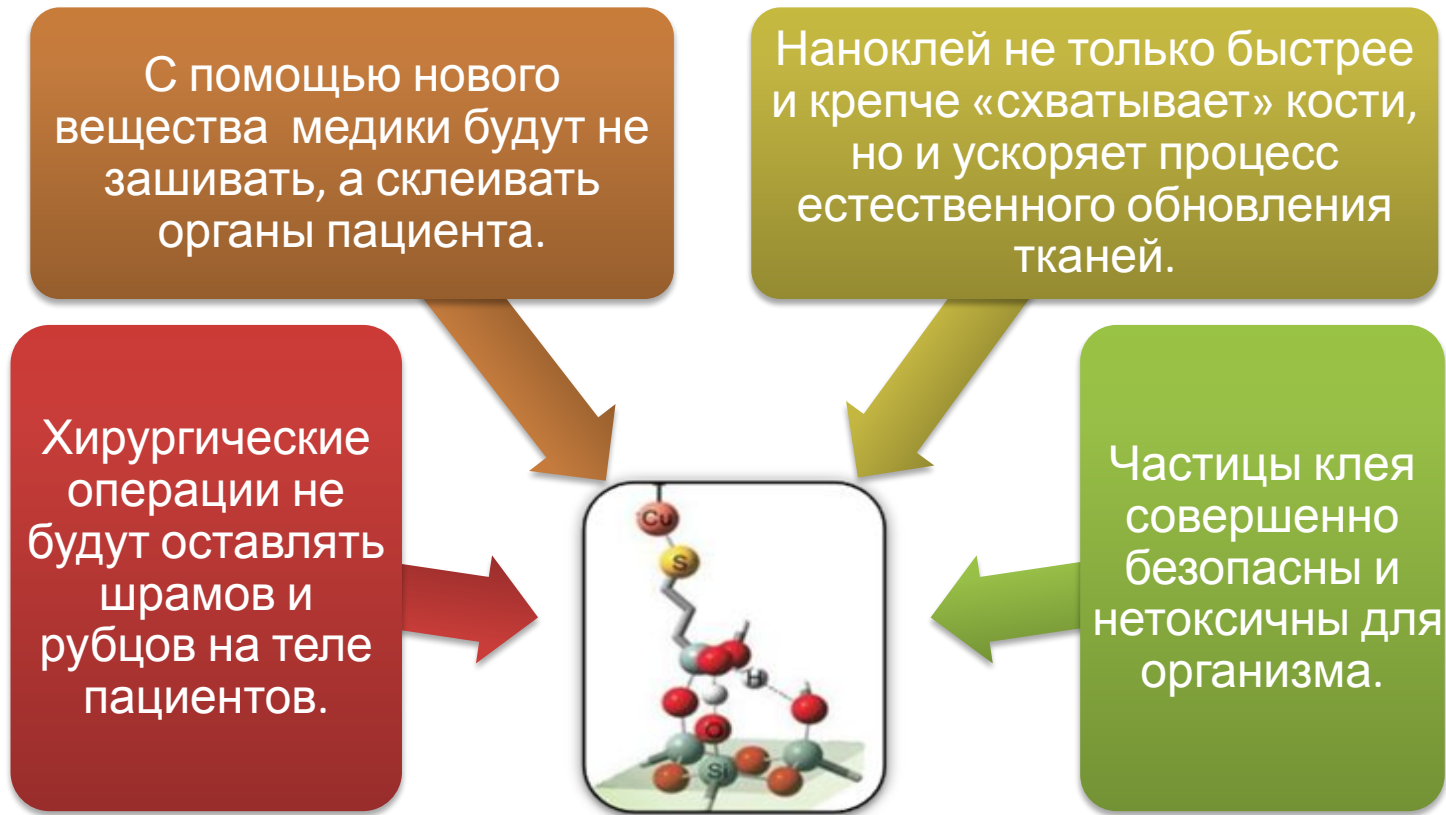 С помощью нового
вещества медики будут не
зашивать, а склеивать
органы пациента.
Наноклей не только быстрее
и крепче «схватывает» кости,
но и ускоряет процесс
естественного обновления
тканей.
Хирургические
операции не
будут оставлять
шрамов и
рубцов на теле
пациентов.
Частицы клея
совершенно
безопасны и
нетоксичны для
организма.
Cu
S
H
O
Si